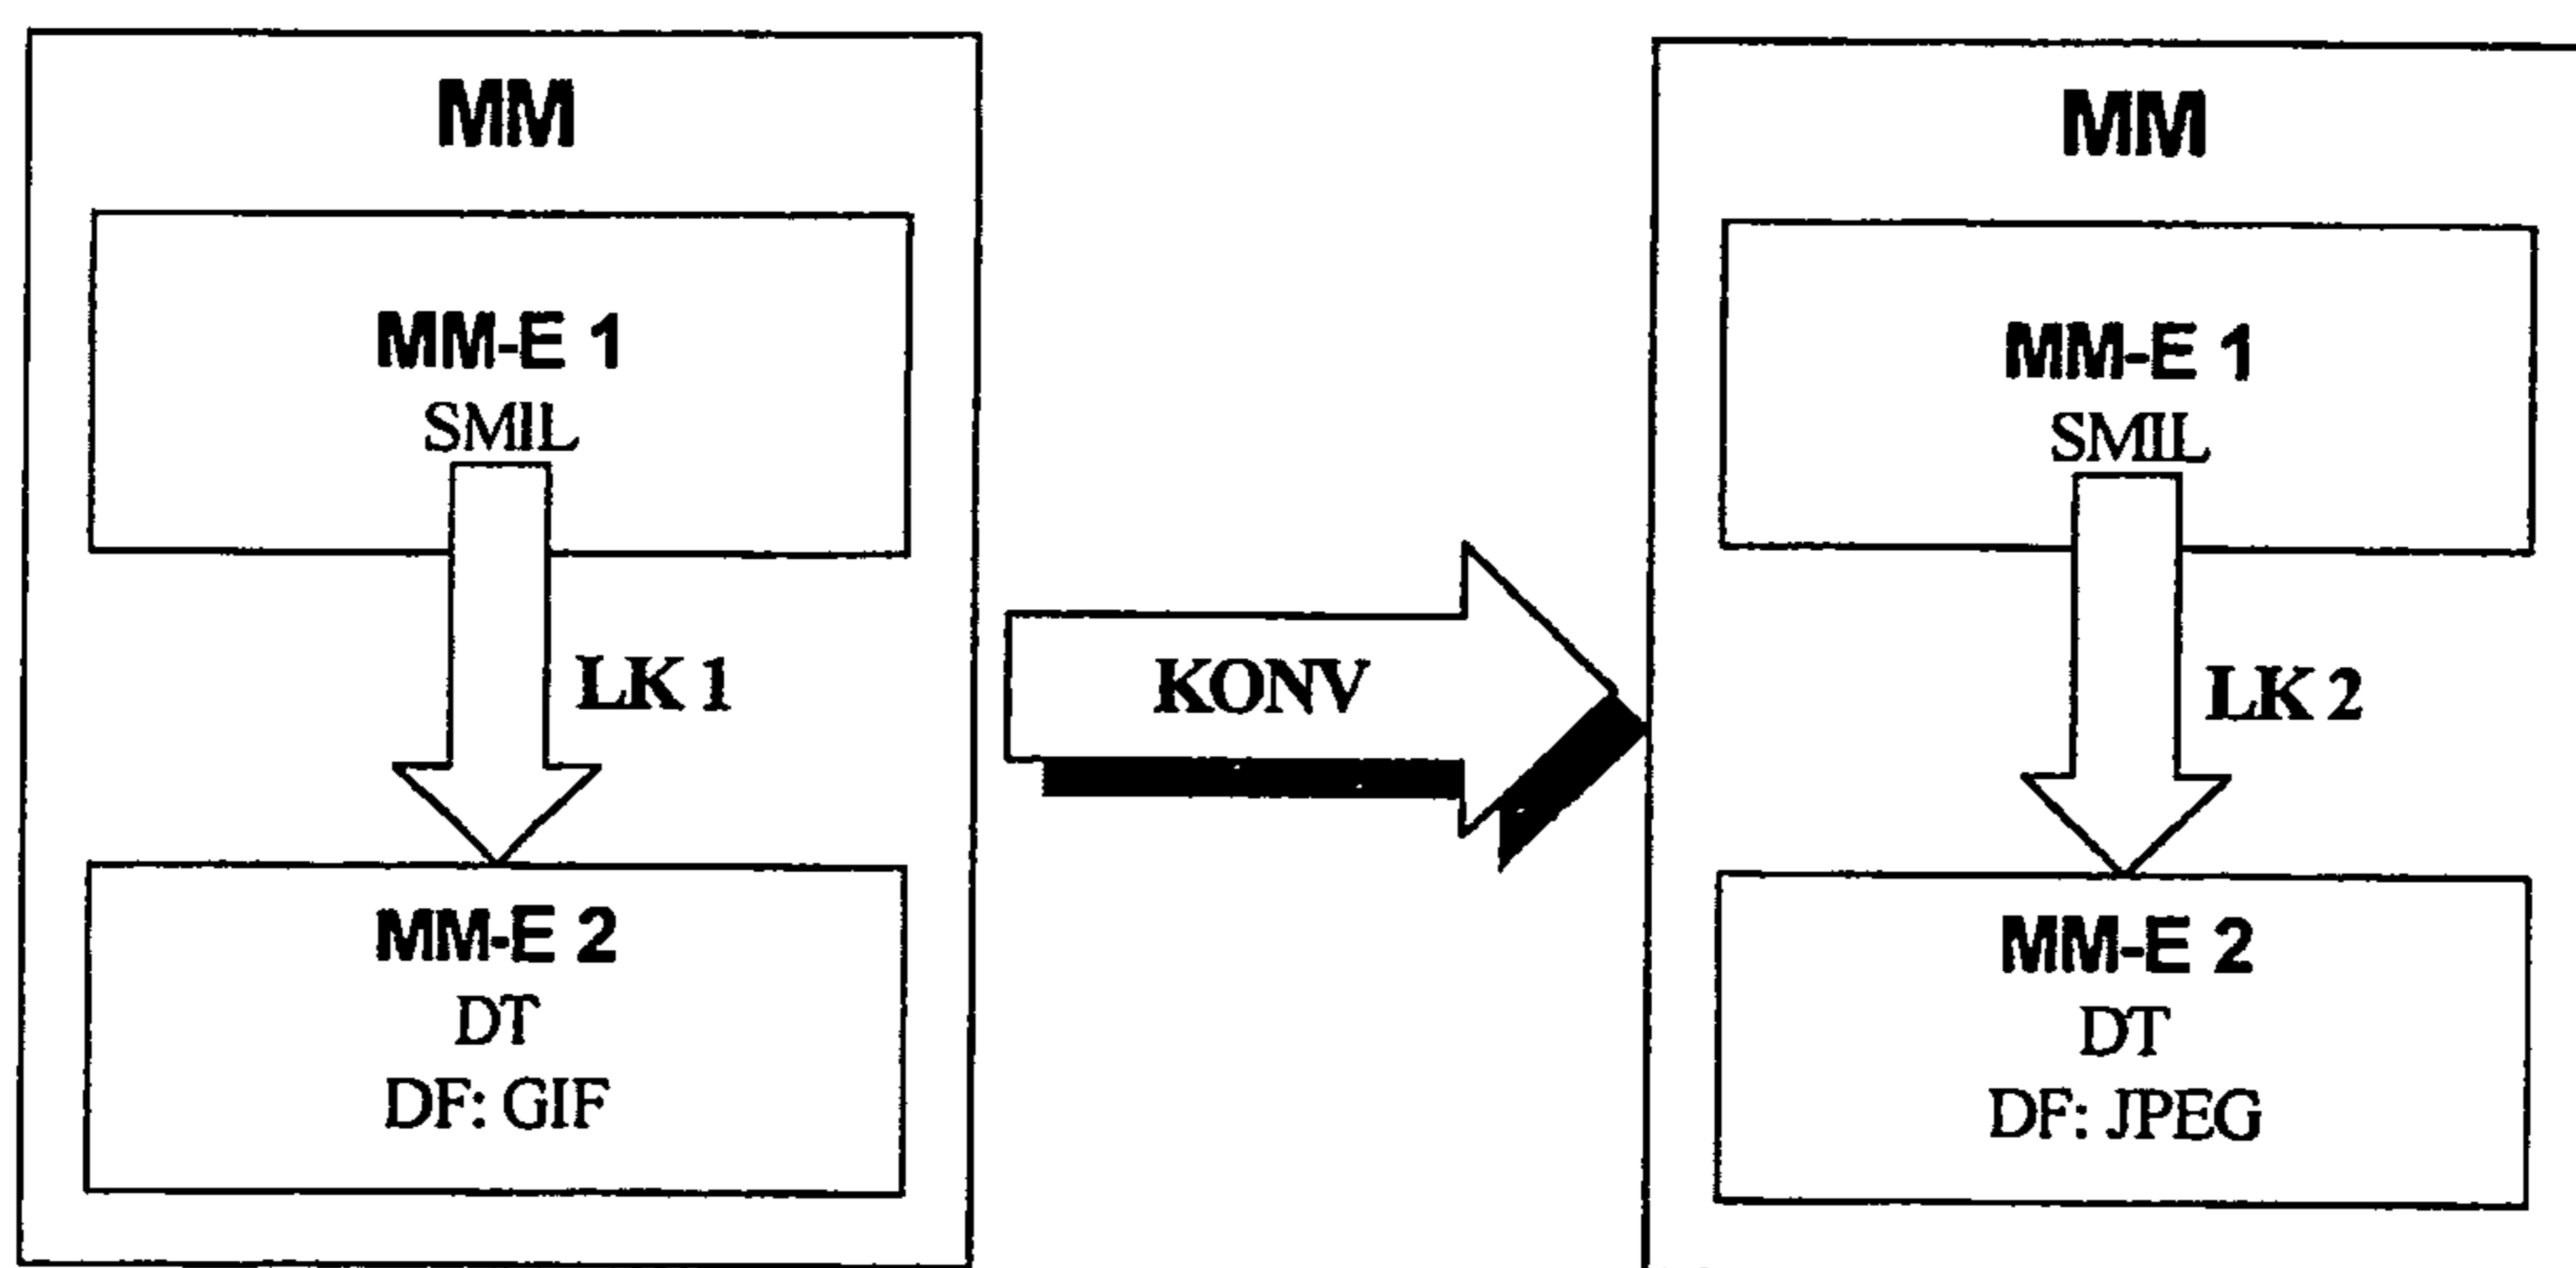 MM
MM-E 1
SMIL
LK 1
MM-E 2
DT
DF: GIF
KONV
MM
MM-E 1
SMIL
LK 2
MM-E 2
DT
DF: JPEG